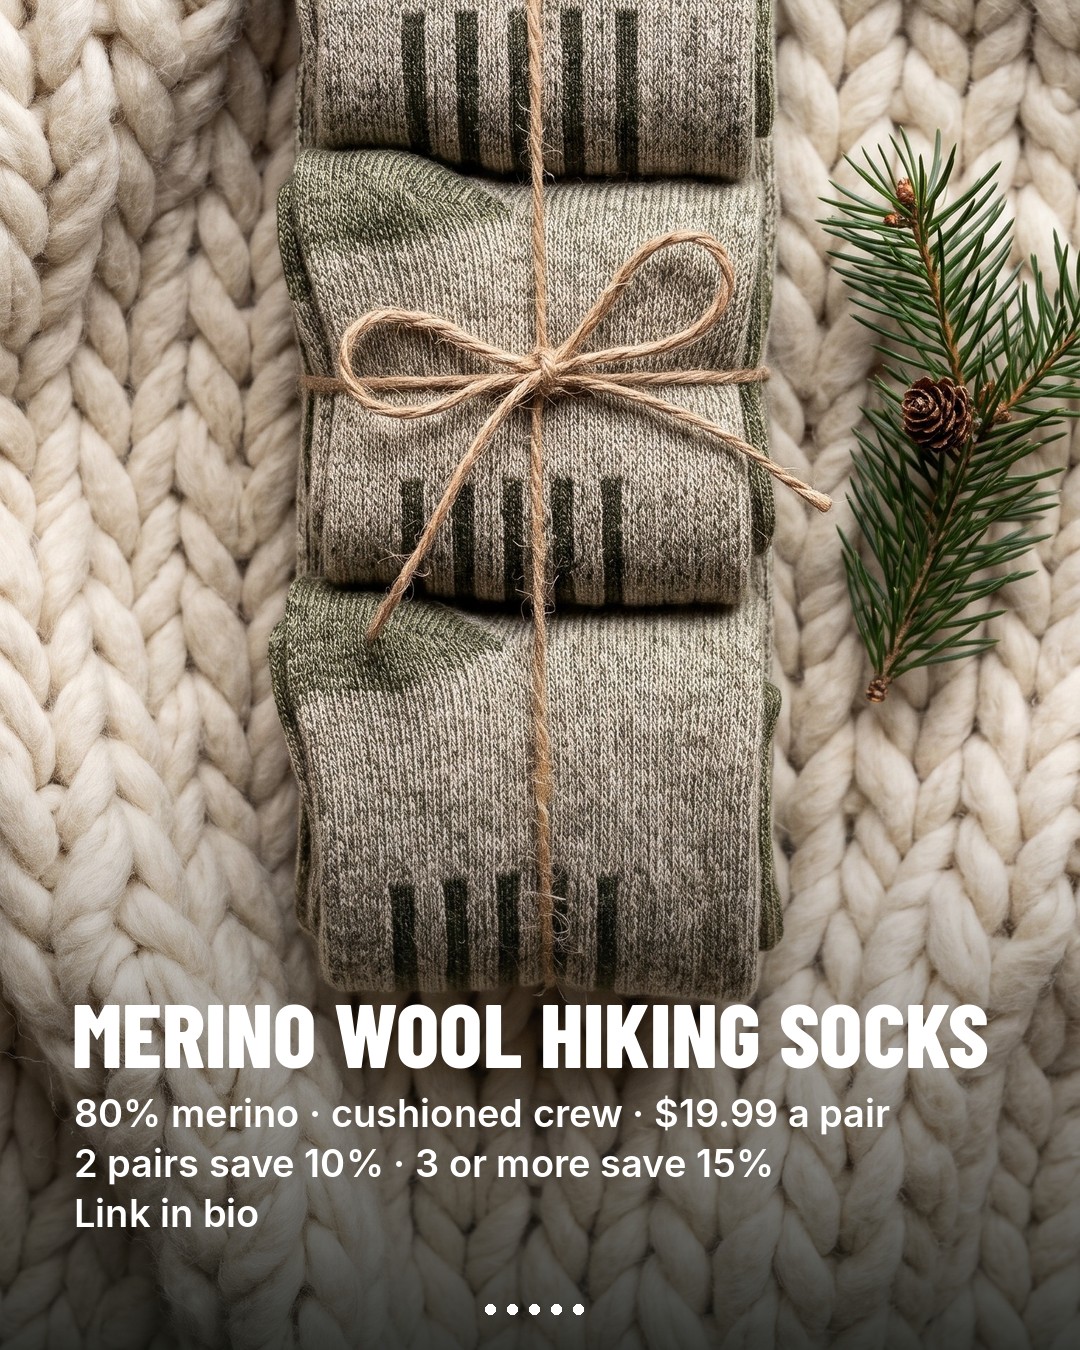 MERINO WOOL HIKING SOCKS
80% merino · cushioned crew · $19.99 a pair
2 pairs save 10% · 3 or more save 15%
Link in bio